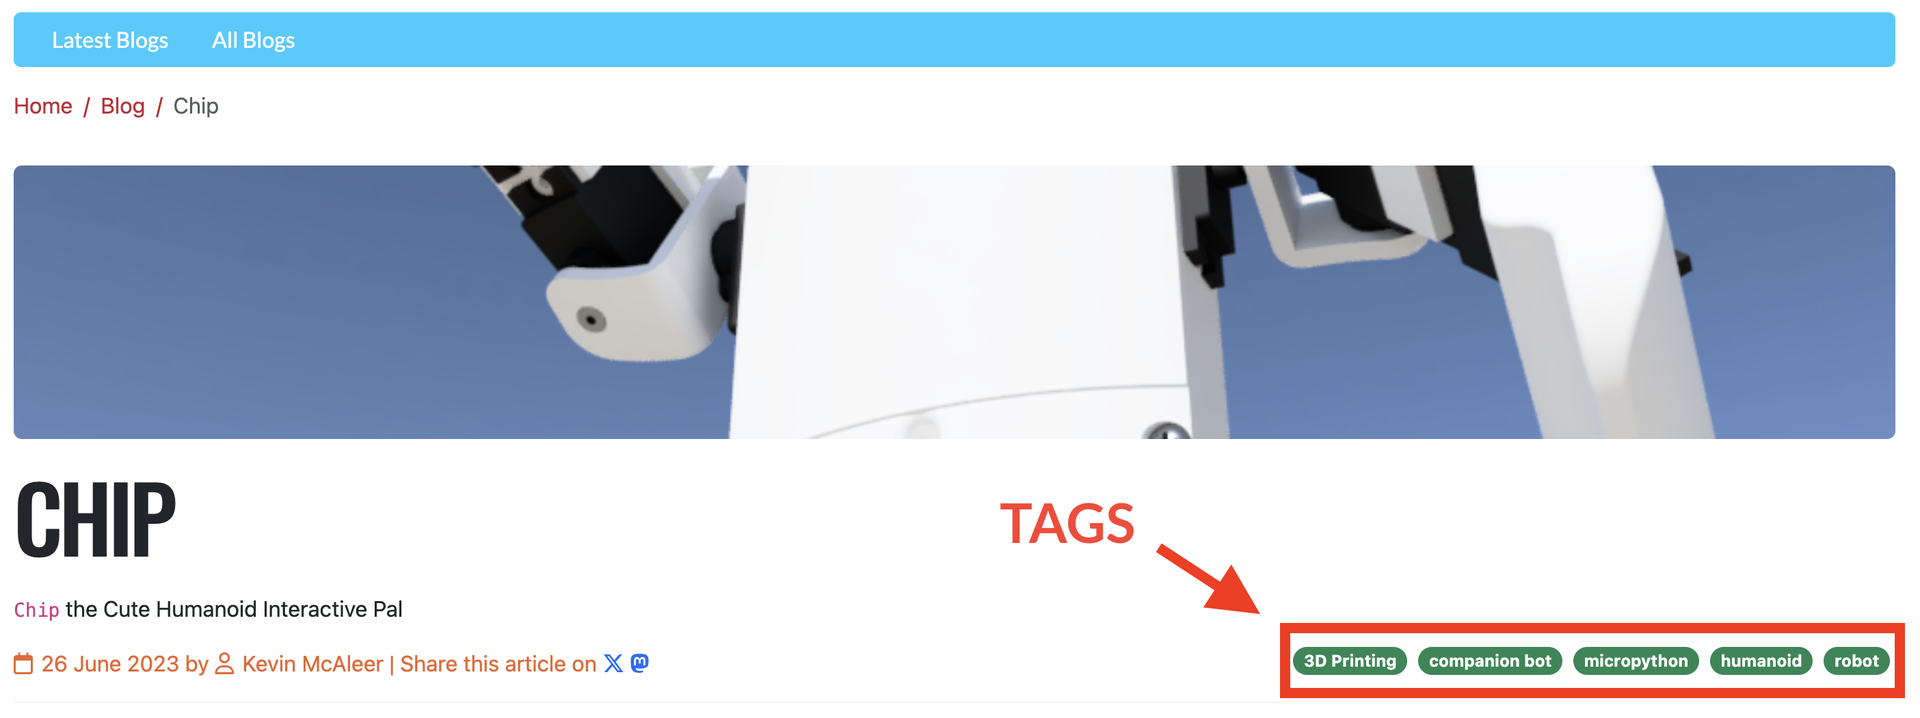 Latest Blogs All Blogs
Home / Blog / Chip
CHIP
TAGS
Chip the Cute Humanoid Interactive Pal
26 June 2023 by Kevin McAleer | Share this article on
3D Printing companion bot micropython humanoid robot